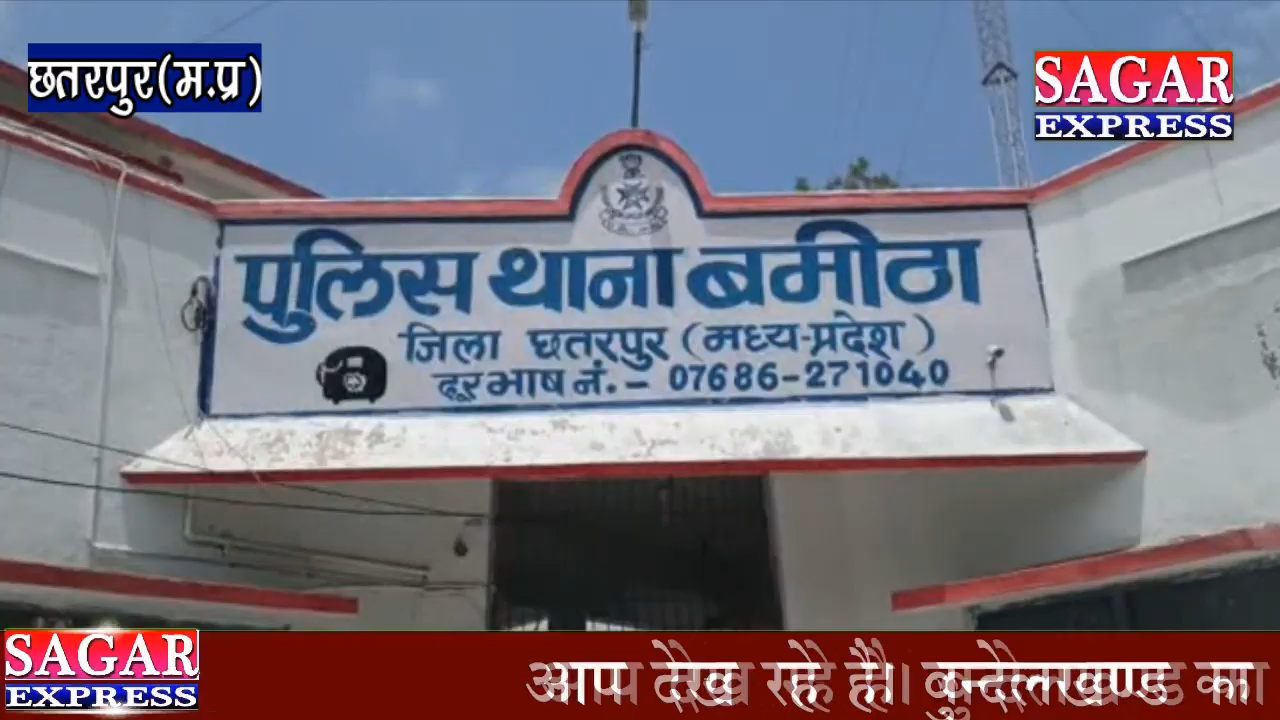 छतरपुर(म.प्र)
SAGAR
EXPRESS
पुलिस थाना बमीठा
जिला छतरपुर (मध्य-प्रदेश)
दूरभाष नं. - 07686-271040
SAGAR
EXPRESS
आप देख रहे हैं। बुन्देलखण्ड का